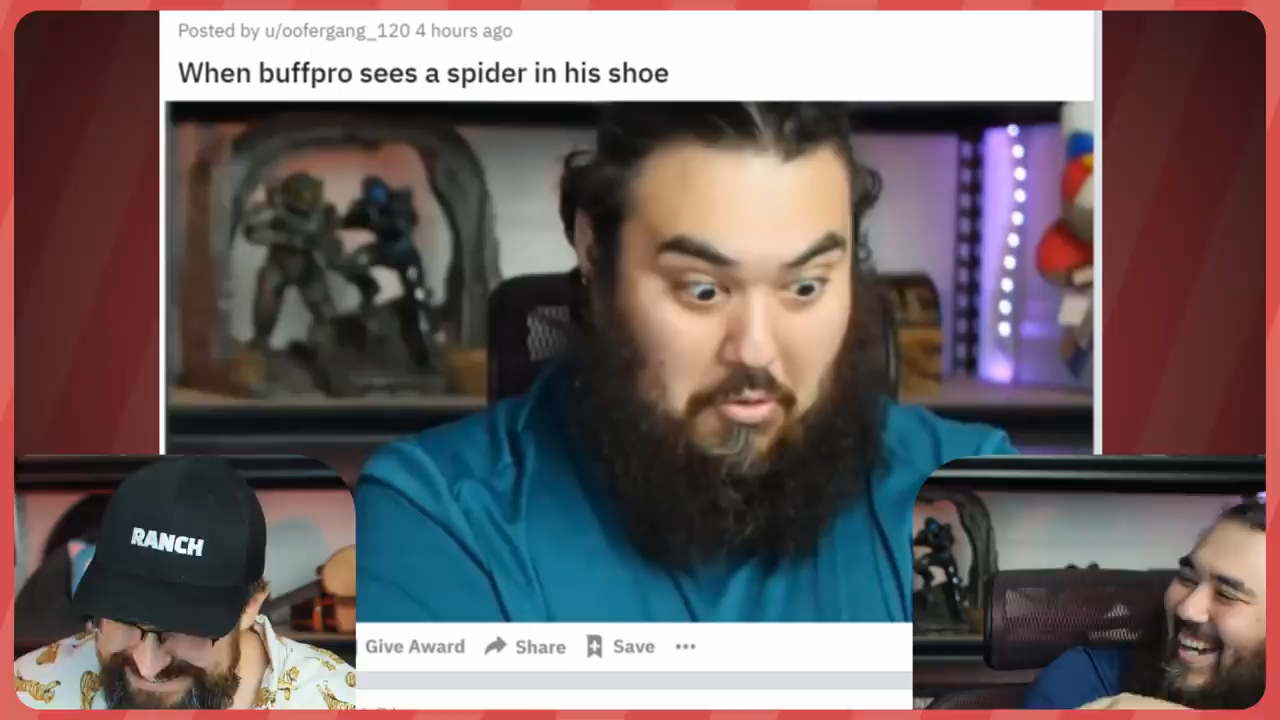 Posted by u/oofergang_120 4 hours ago
When buffpro sees a spider in his shoe
RANCH
Give Award
Share
Save